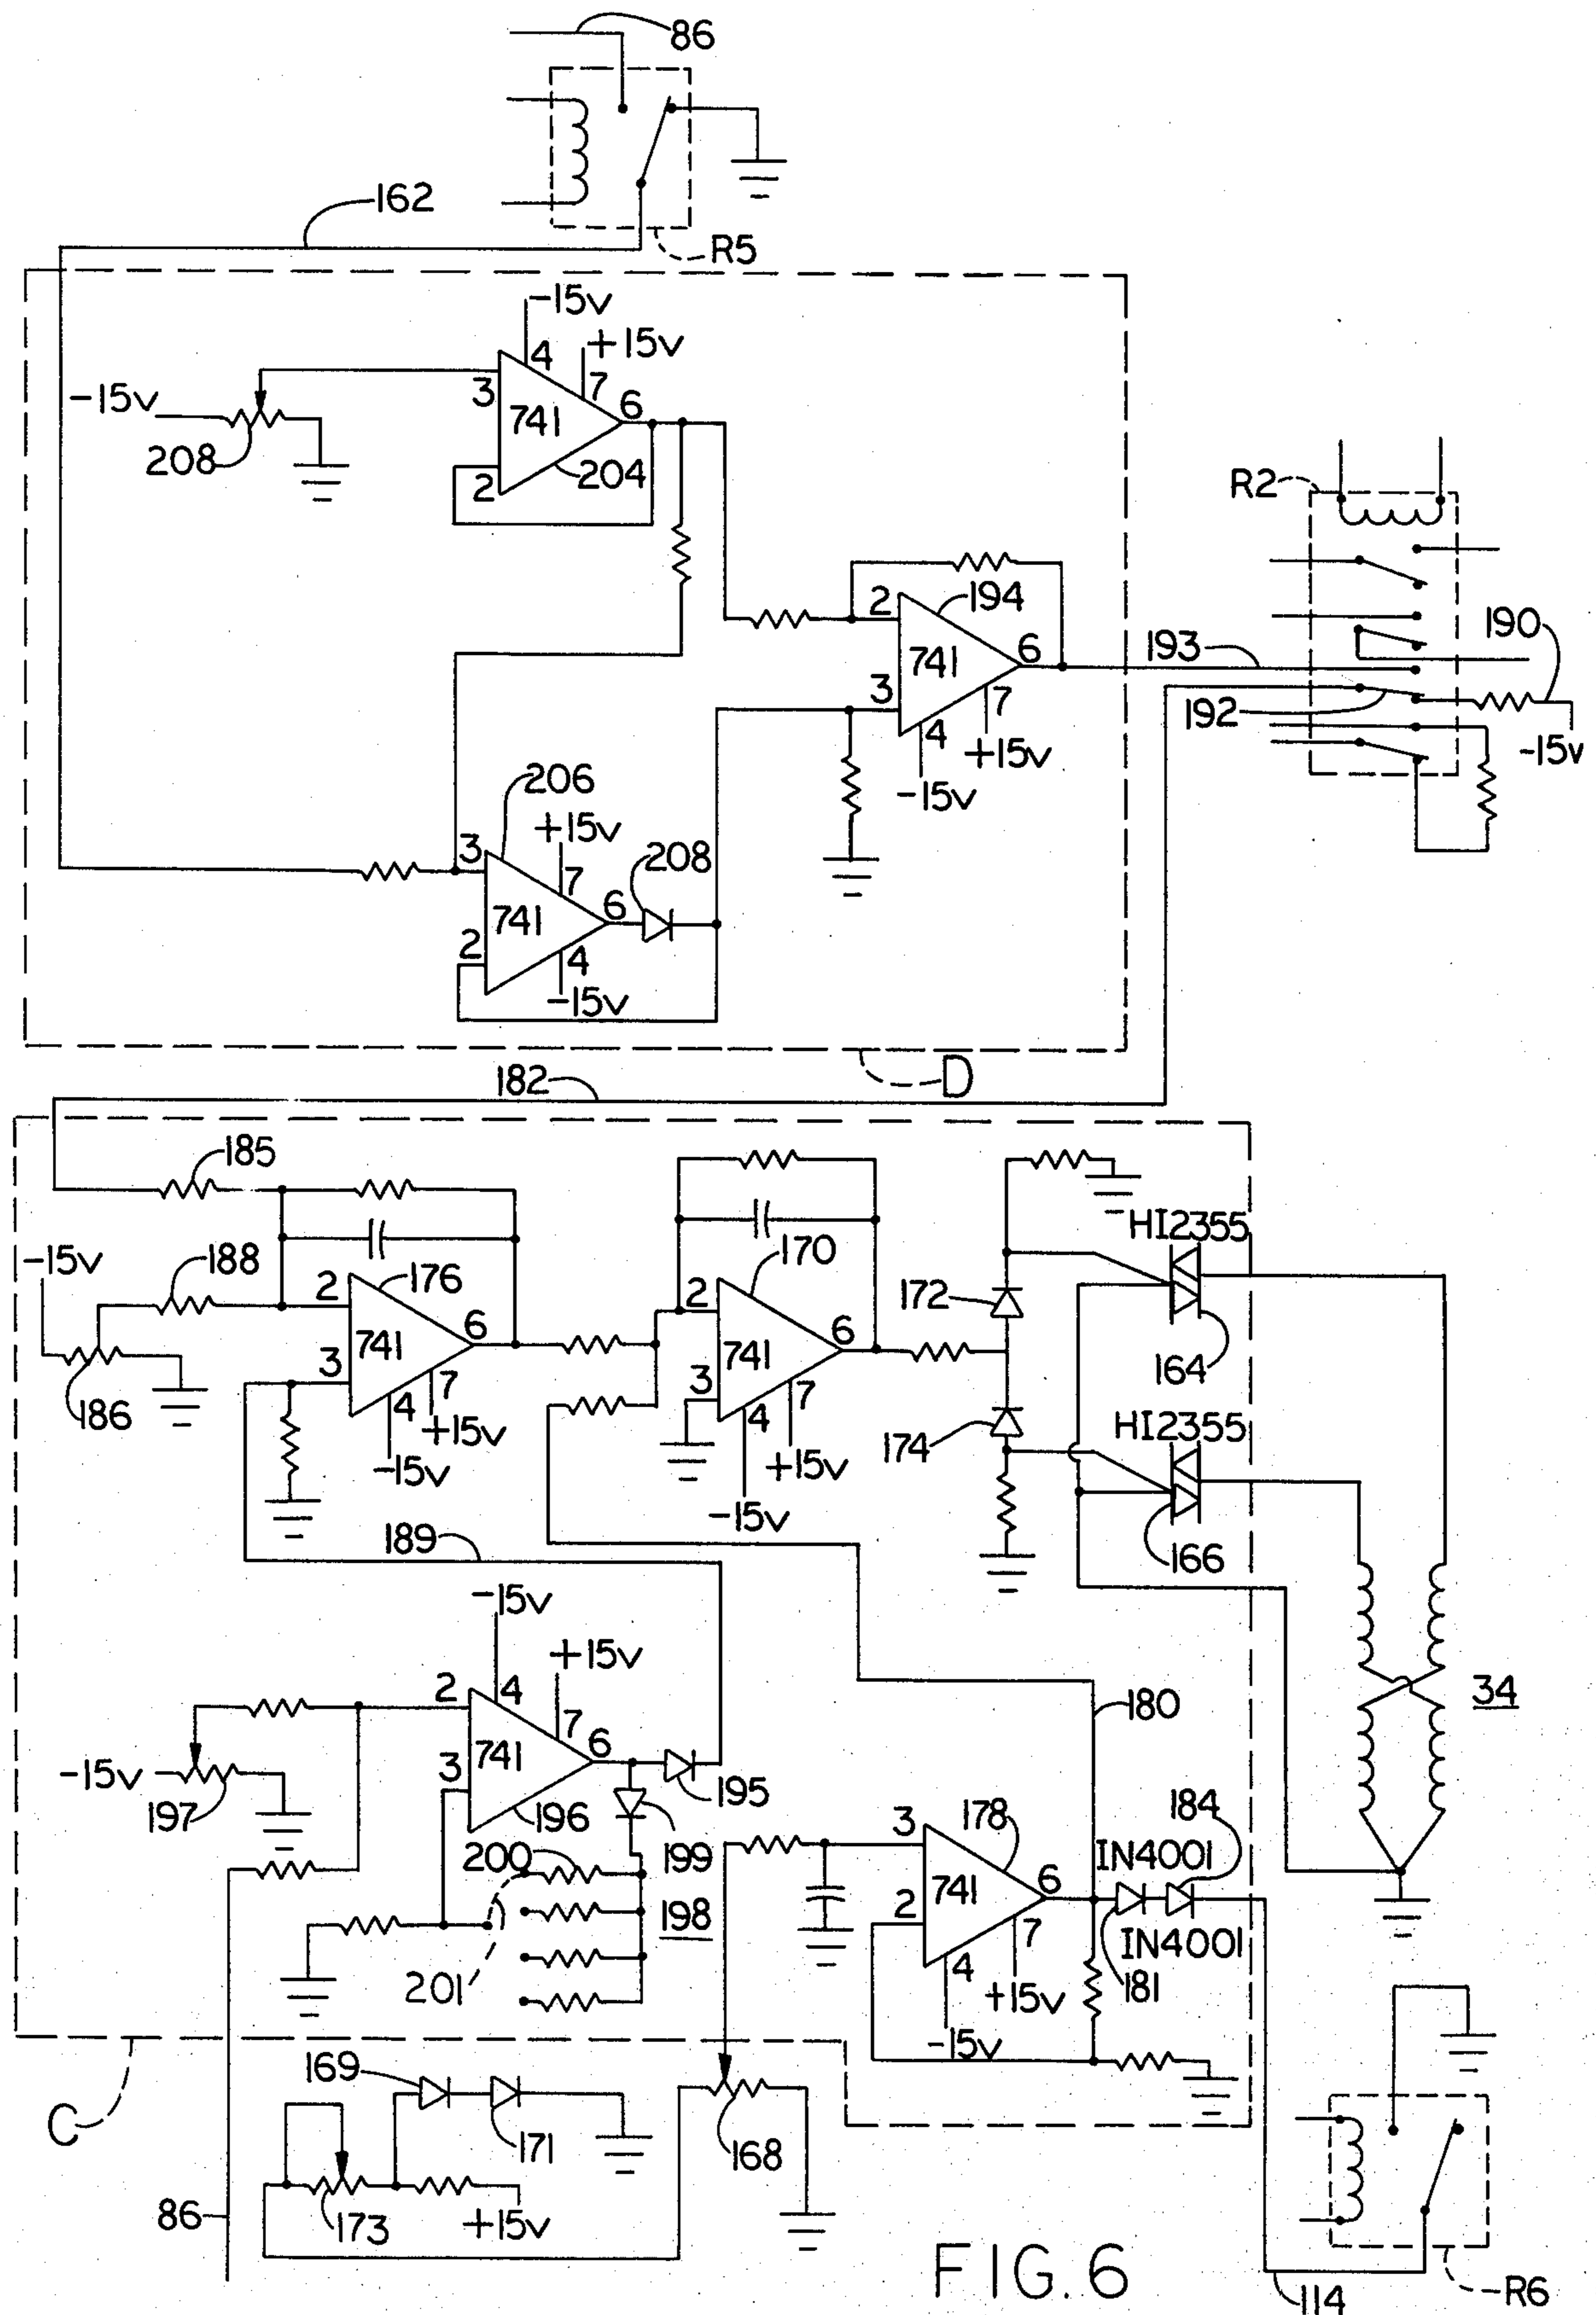 86
162
R5
-15v
+15v
4
3
7
6
-15v
741
208
2
204
R2
2
194
190
193
6
741
3
7
192
4
+15v
-15v
-15v
206
+15v
3
208
7
6
741
2
4
-15v
D
182
185
HI2355
-15v
188
176
170
2
2
172
6
6
741
741
3
3
164
7
7
186
4
4
HI2355
+15v
174
-15v
+15v
-15v
189
166
-15v
+15v
2
4
34
180
7
6
3
741
-15v
195
197
196
178
184
3
200
199
IN4001
6
741
198
2
7
IN4001
201
4
181
+15v
-15v
169
C
171
168
86
173
+15v
FIG. 6
R6
114